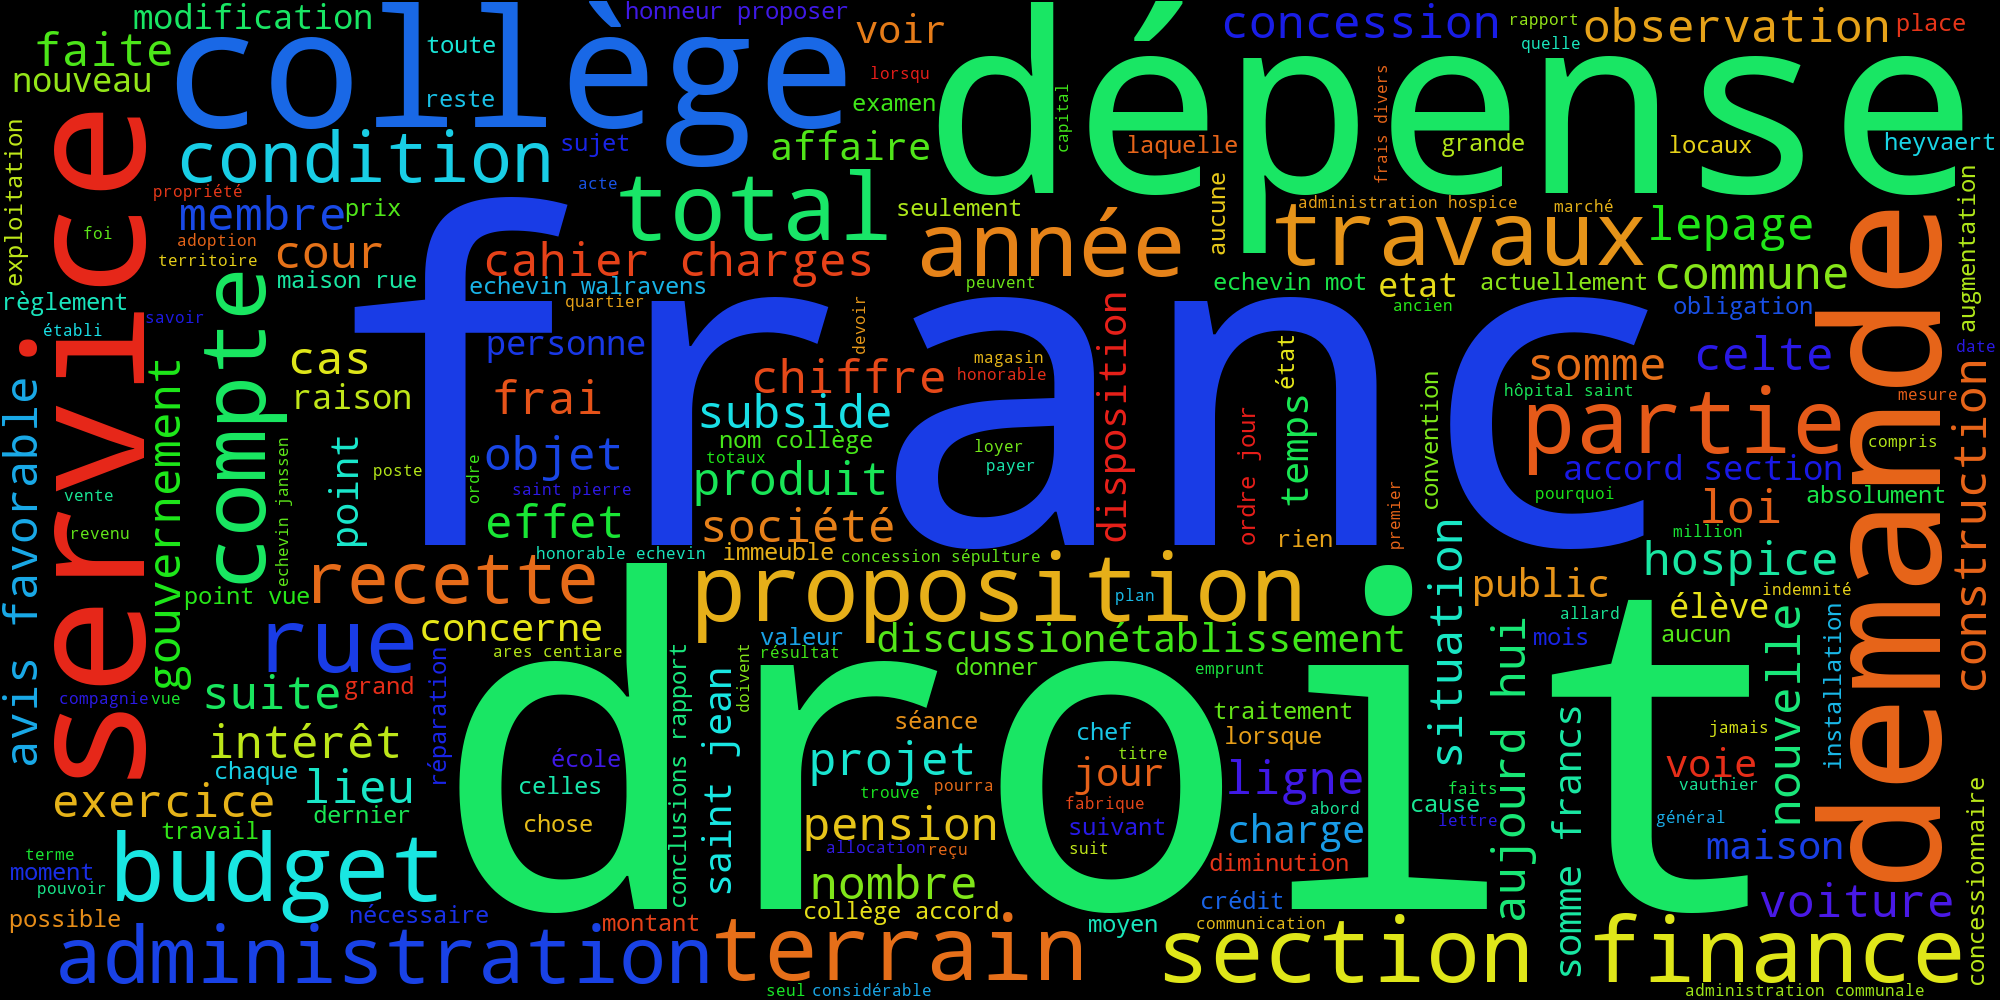 modification
honneur proposer
concession
rapport
observation
place
faite
collège
toute
voir
dépense
quelle
nouveau
reste
lorsqu
examen
capital
frais divers
service
condition
sujet
affaire
laquelle
grande
locaux
heyvaert
exploitation
propriété
acte
total
aucune
administration hospice
marché
augmentation
membre
prix
seulement
travaux
lepage
foi
adoption
territoire
cour
cahier charges
année
demande
maison rue
echevin walravens
peuvent
echevin mot
etat
actuellement
commune
règlement
compte
quartier
franc
ancien
obligation
établi
savoir
personne
devoir
disposition
état
date
avis favorable
gouvernement
cas
raison
frai
chiffre
magasin
honorable
somme
celte
construction
hôpital saint
mesure
subside
convention
partie
point
echevin janssen
objet
nom collège
totaux
loyer
payer
ordre jour
temps
accord section
compris
poste
ordre
saint pierre
produit
premier
pourquoi
loi
absolument
vente
revenu
effet
société
rien
million
honorable echevin
immeuble
concession sépulture
situation
hospice
point vue
recette
proposition
plan
public
indemnité
rue
concerne
valeur
discussion
établissement
allard
élève
ares centiare
résultat
mois
aucun
nouvelle
installation
suite
grand
droit
donner
emprunt
compagnie
vue
réparation
conclusions rapport
saint jean
doivent
séance
chef
traitement
lorsque
aujourd hui
somme francs
jamais
intérêt
chaque
école
celles
projet
titre
jour
ligne
faits
voie
vauthier
exercice
lieu
dernier
trouve
pourra
fabrique
abord
cause
concessionnaire
travail
chose
pension
suivant
charge
lettre
général
terme
moment
pouvoir
budget
allocation
reçu
suit
diminution
maison
nombre
crédit
voiture
possible
nécessaire
montant
collège accord
moyen
communication
administration
terrain
section finance
seul
considérable
administration communale